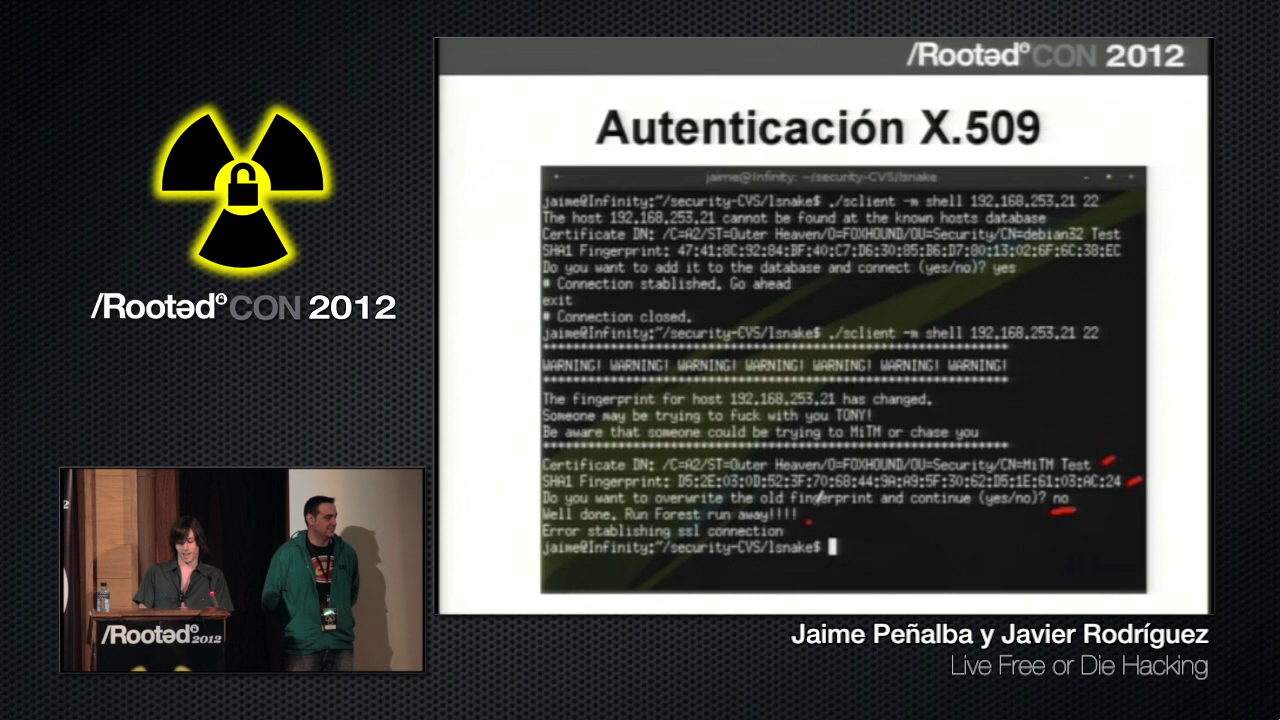 /Rootəd CON 2012
Autenticación X.509
jaime@Infinity: ~/security-CVS/lsnake
jaime@Infinity:~/security-CVS/lsnake$ ./sclient -m shell 192.168.253.21 22
The host 192.168.253.21 cannot be found at the known hosts database
Certificate DN: /C=A2/ST=Outer Heaven/O=FOXHOUND/OU=Security/CN=debian32 Test
SHA1 Fingerprint: 47:41:8C:92:84:BF:40:C7:D6:30:85:B6:D7:80:13:02:6F:6C:38:EC
Do you want to add it to the database and connect (yes/no)? yes
* Connection stablished. Go ahead
exit
* Connection closed.
jaime@Infinity:~/security-CVS/lsnake$ ./sclient -m shell 192.168.253.21 22
************************************************************
WARNING! WARNING! WARNING! WARNING! WARNING! WARNING! WARNING!
************************************************************
The fingerprint for host 192.168.253.21 has changed.
Someone may be trying to fuck with you TONY!
Be aware that someone could be trying to MiTM or chase you
************************************************************
Certificate DN: /C=A2/ST=Outer Heaven/O=FOXHOUND/OU=Security/CN=MiTM Test
SHA1 Fingerprint: D5:2E:03:0D:52:3F:70:68:44:9A:A9:5F:30:62:D5:1E:61:03:AC:24
Do you want to overwrite the old fingerprint and continue (yes/no)? no
Well done. Run Forest run away!!!!
Error stablishing ssl connection
jaime@Infinity:~/security-CVS/lsnake$
/Rootəd CON 2012
/Rootəd 2012
Jaime Peñalba y Javier Rodríguez
Live Free or Die Hacking